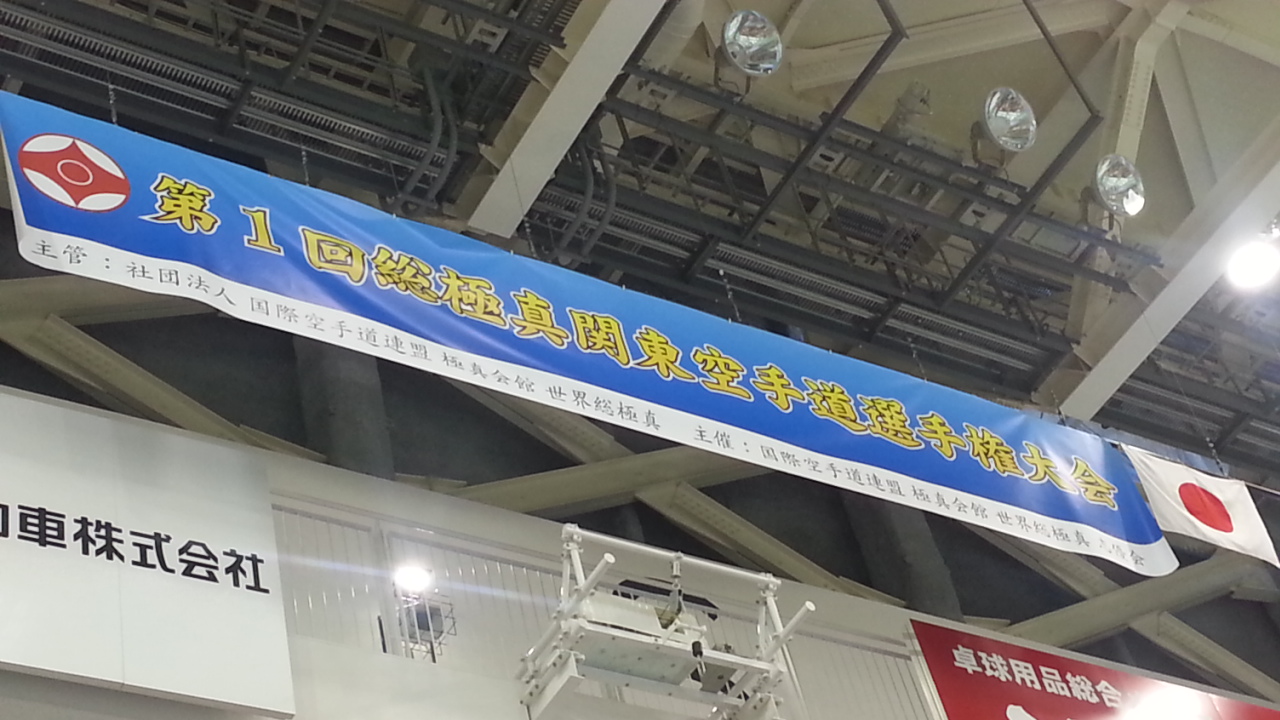 第1回総極真関東空手道選手権大会
主管：社団法人 国際空手道連盟 極真会館 世界総極真 主催：国際空手道連盟 極真会館 世界総極真
車株式会社
卓球用品総合